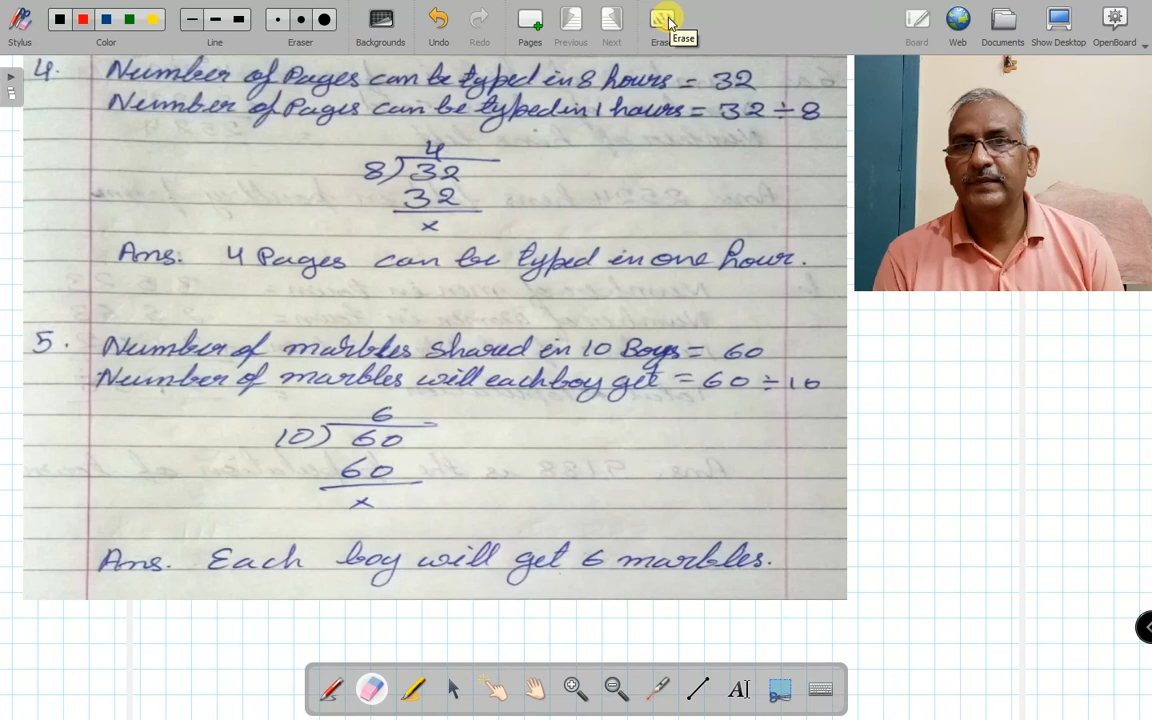 Stylus
Color
Line
Eraser
Backgrounds
Undo
Redo
Pages
Previous
Next
Erase
Board
Web
Documents
Show Desktop
OpenBoard
Erase
4. Number of Pages can be typed in 8 hours = 32
Number of Pages can be typed in 1 hours = 32 ÷ 8
4
8) 32
32
x
Ans. 4 Pages can be typed in one hour.
5. Number of marbles shared in 10 Boys = 60
Number of marbles will each boy get = 60 ÷ 10
6
10) 60
60
x
Ans. Each boy will get 6 marbles.